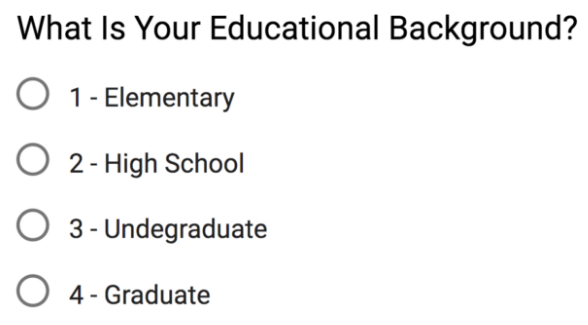 What Is Your Educational Background?
1 - Elementary
2 - High School
3 - Undegraduate
4 - Graduate